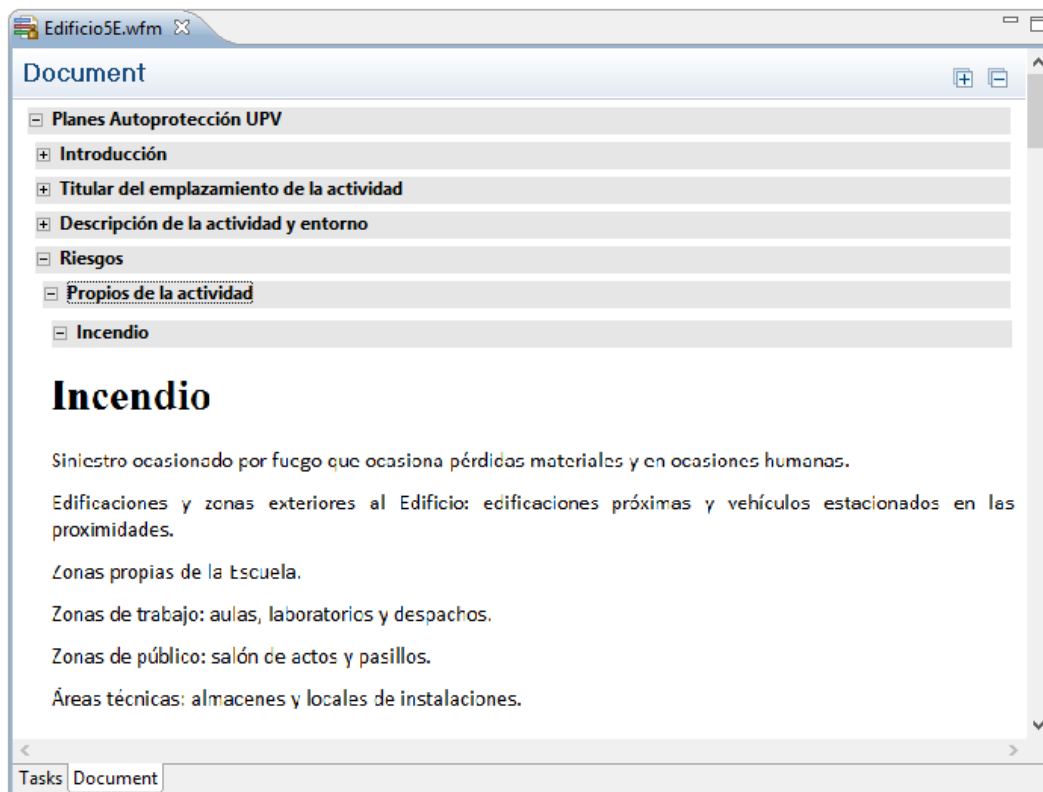 Edificio5E.wfm
Document
Planes Autoprotección UPV
Introducción
Titular del emplazamiento de la actividad
Descripción de la actividad y entorno
Riesgos
Propios de la actividad
Incendio
Incendio
Siniestro ocasionado por fuego que ocasiona pérdidas materiales y en ocasiones humanas.
Edificaciones y zonas exteriores al Edificio: edificaciones próximas y vehículos estacionados en las
proximidades.
Zonas propias de la Escuela.
Zonas de trabajo: aulas, laboratorios y despachos.
Zonas de público: salón de actos y pasillos.
Áreas técnicas: almacenes y locales de instalaciones.
Tasks Document